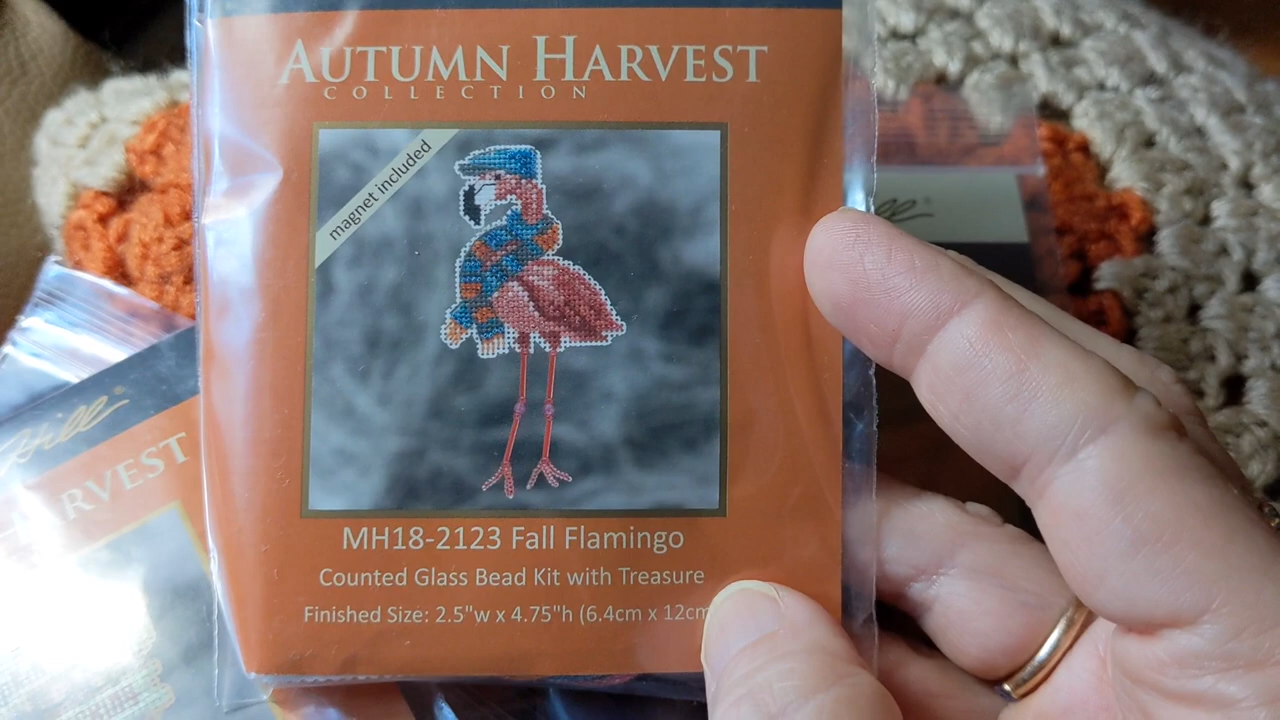 AUTUMN HARVEST
COLLECTION
magnet included
MH18-2123 Fall Flamingo
Counted Glass Bead Kit with Treasure
Finished Size: 2.5"w x 4.75"h (6.4cm x 12cm
Hill®